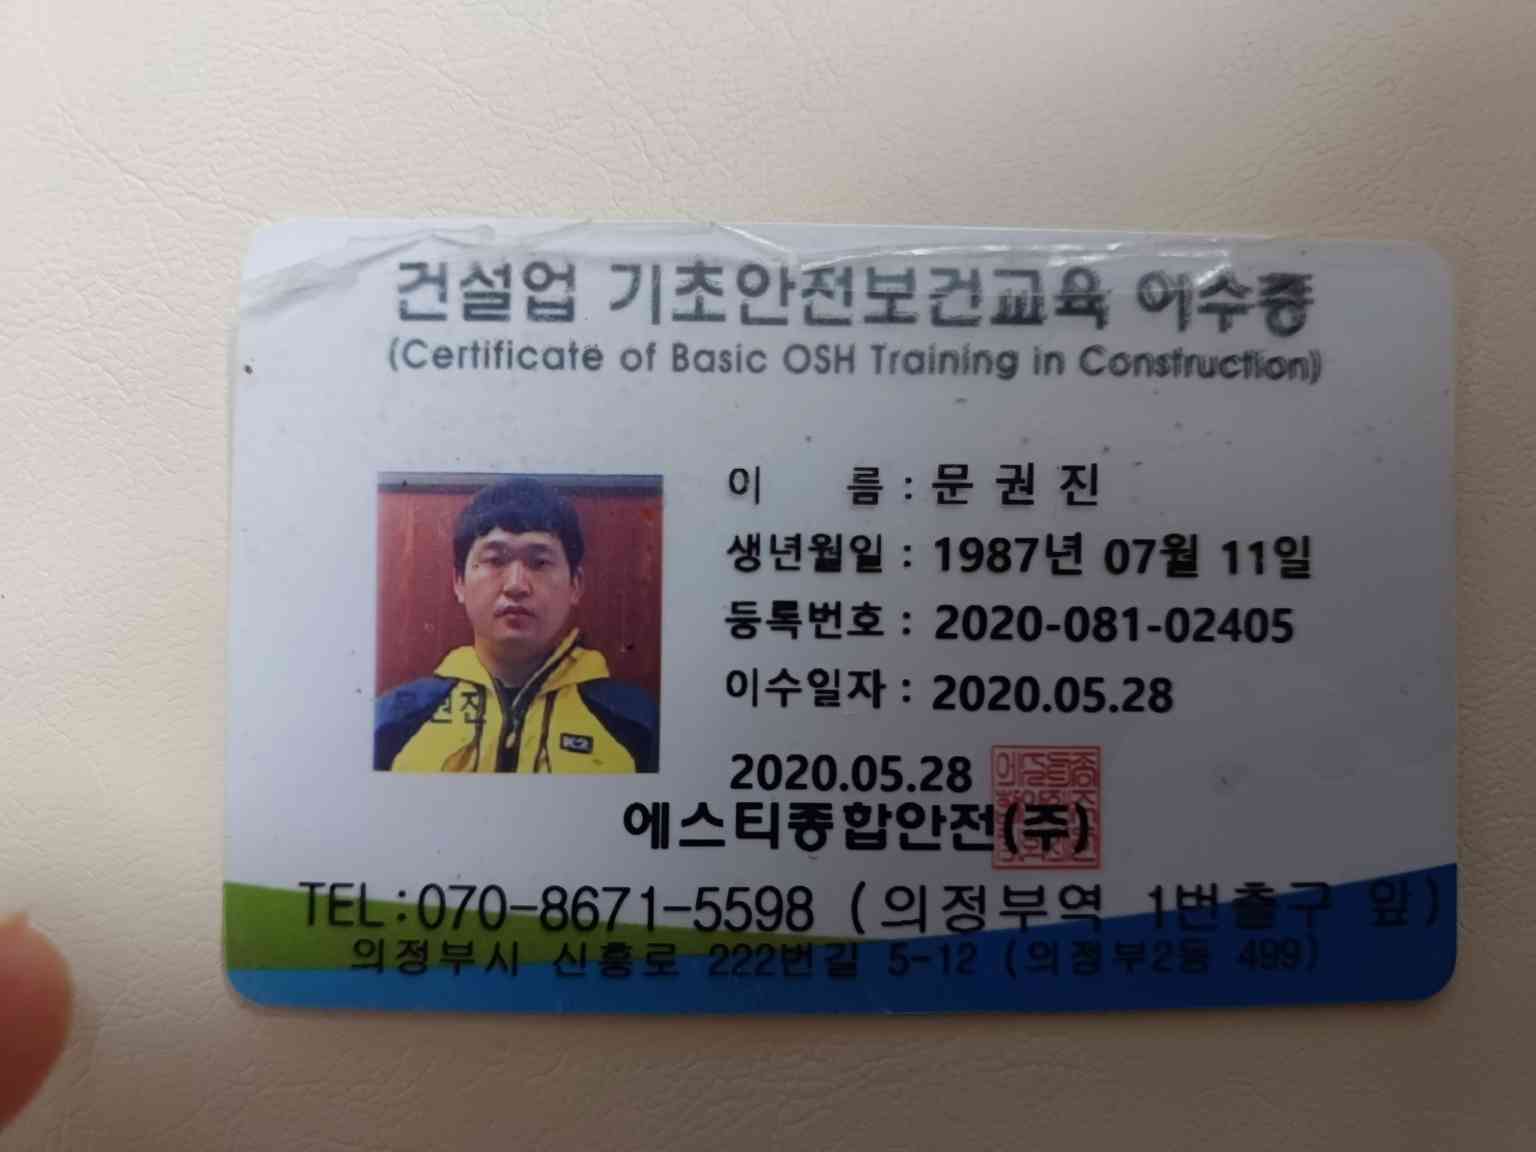 건설업 기초안전보건교육 이수증
(Certificate of Basic OSH Training in Construction)
이 름 : 문 권 진
생년월일 : 1987년 07월 11일
등록번호 : 2020-081-02405
이수일자 : 2020.05.28
권진
K2
2020.05.28
에스티종합안전(주)
TEL:070-8671-5598 (의정부역 1번출구 앞)
의정부시 신흥로 222번길 5-12 (의정부2동 499)